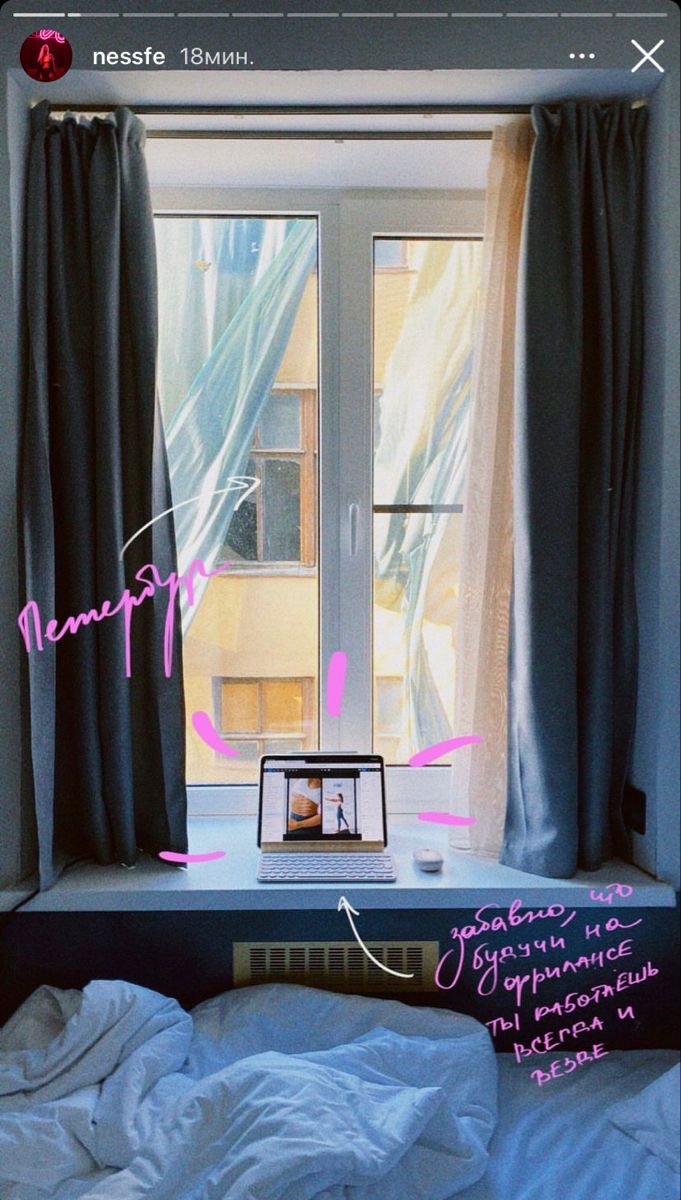 nessfe 18мин.
Петербург
забавно, что
будучи на
фрилансе
ты работаешь
всегда и
везде